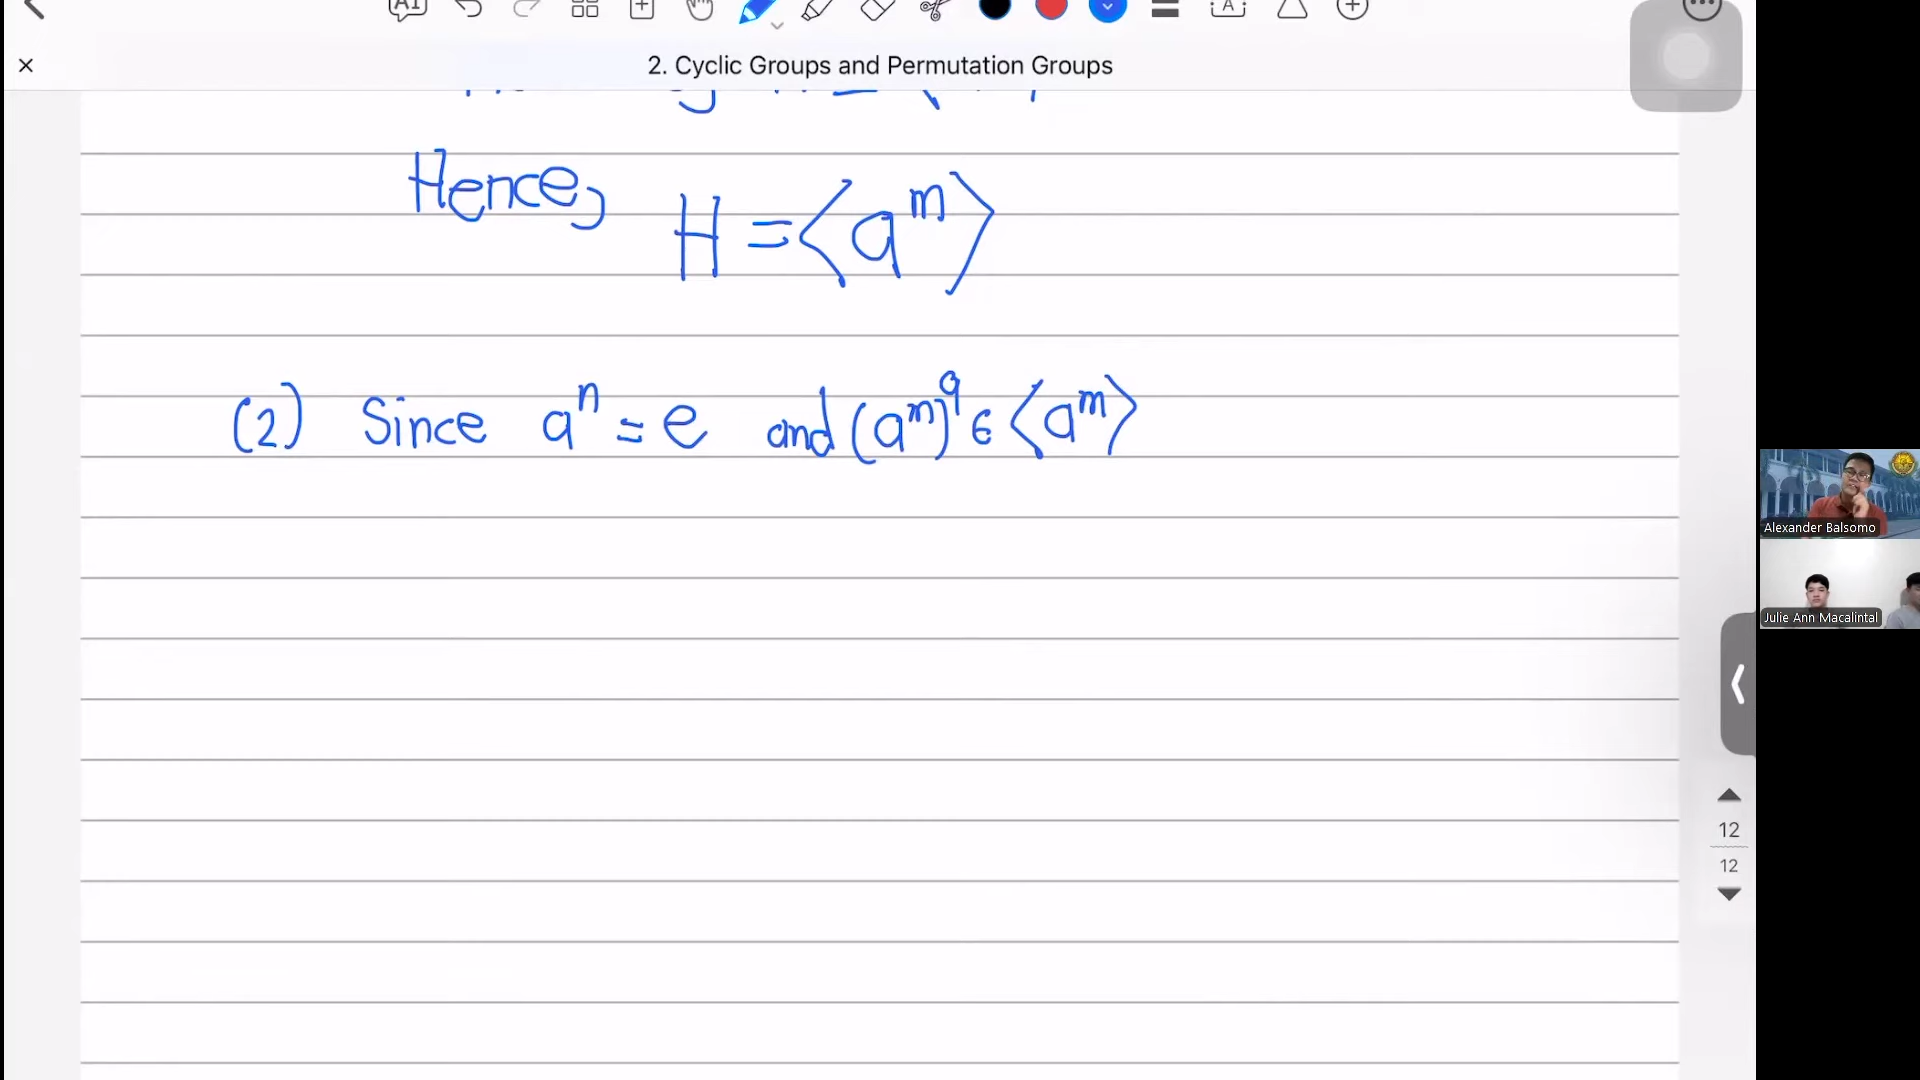 2. Cyclic Groups and Permutation Groups
Hence, H = ⟨a^m⟩
(2) Since a^n = e and (a^m)^q ∈ ⟨a^m⟩
Alexander Balsomo
Julie Ann Macalintal
12
12